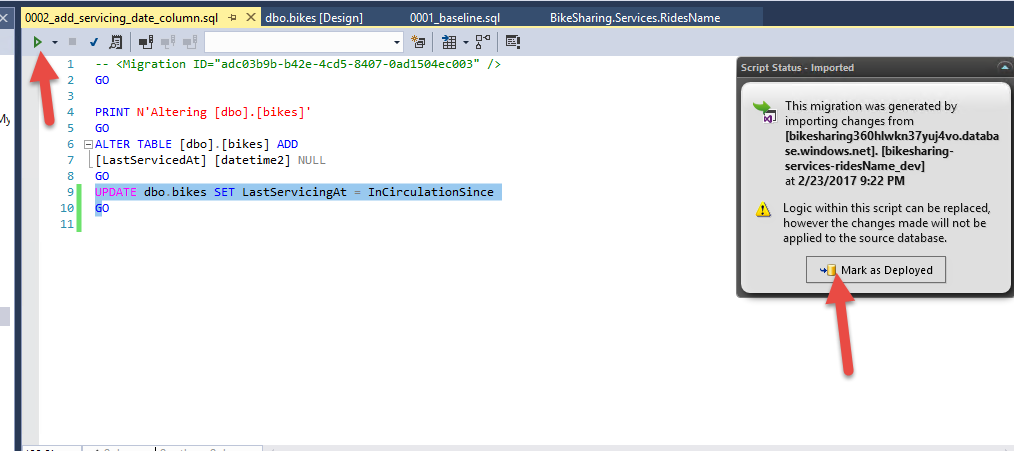 0002_add_servicing_date_column.sql
dbo.bikes [Design]
0001_baseline.sql
BikeSharing.Services.RidesName
1 -- <Migration ID="adc03b9b-b42e-4cd5-8407-0ad1504ec003" />
2 GO
3
4 PRINT N'Altering [dbo].[bikes]'
5 GO
6 ALTER TABLE [dbo].[bikes] ADD
7 [LastServicedAt] [datetime2] NULL
8 GO
9 UPDATE dbo.bikes SET LastServicingAt = InCirculationSince
10 GO
11
My
Script Status - Imported
This migration was generated by
importing changes from
[bikesharing360hlwkn37yuj4vo.databa
se.windows.net]. [bikesharing-
services-ridesName_dev]
at 2/23/2017 9:22 PM
Logic within this script can be replaced,
however the changes made will not be
applied to the source database.
Mark as Deployed